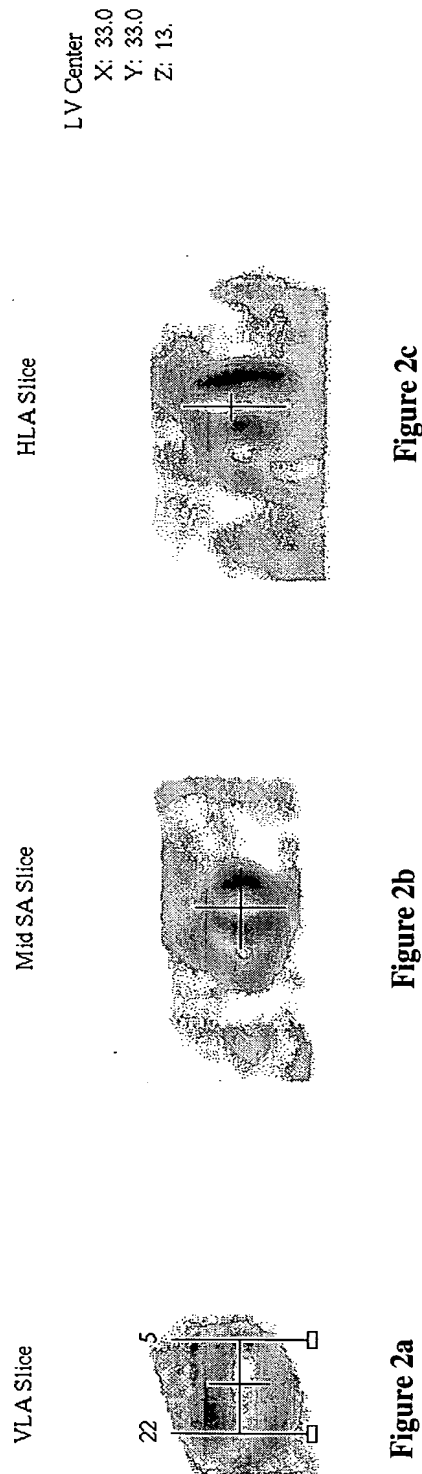 VLA Slice
22
5
Figure 2a
Mid SA Slice
Figure 2b
HLA Slice
Figure 2c
LV Center
X: 33.0
Y: 33.0
Z: 13.